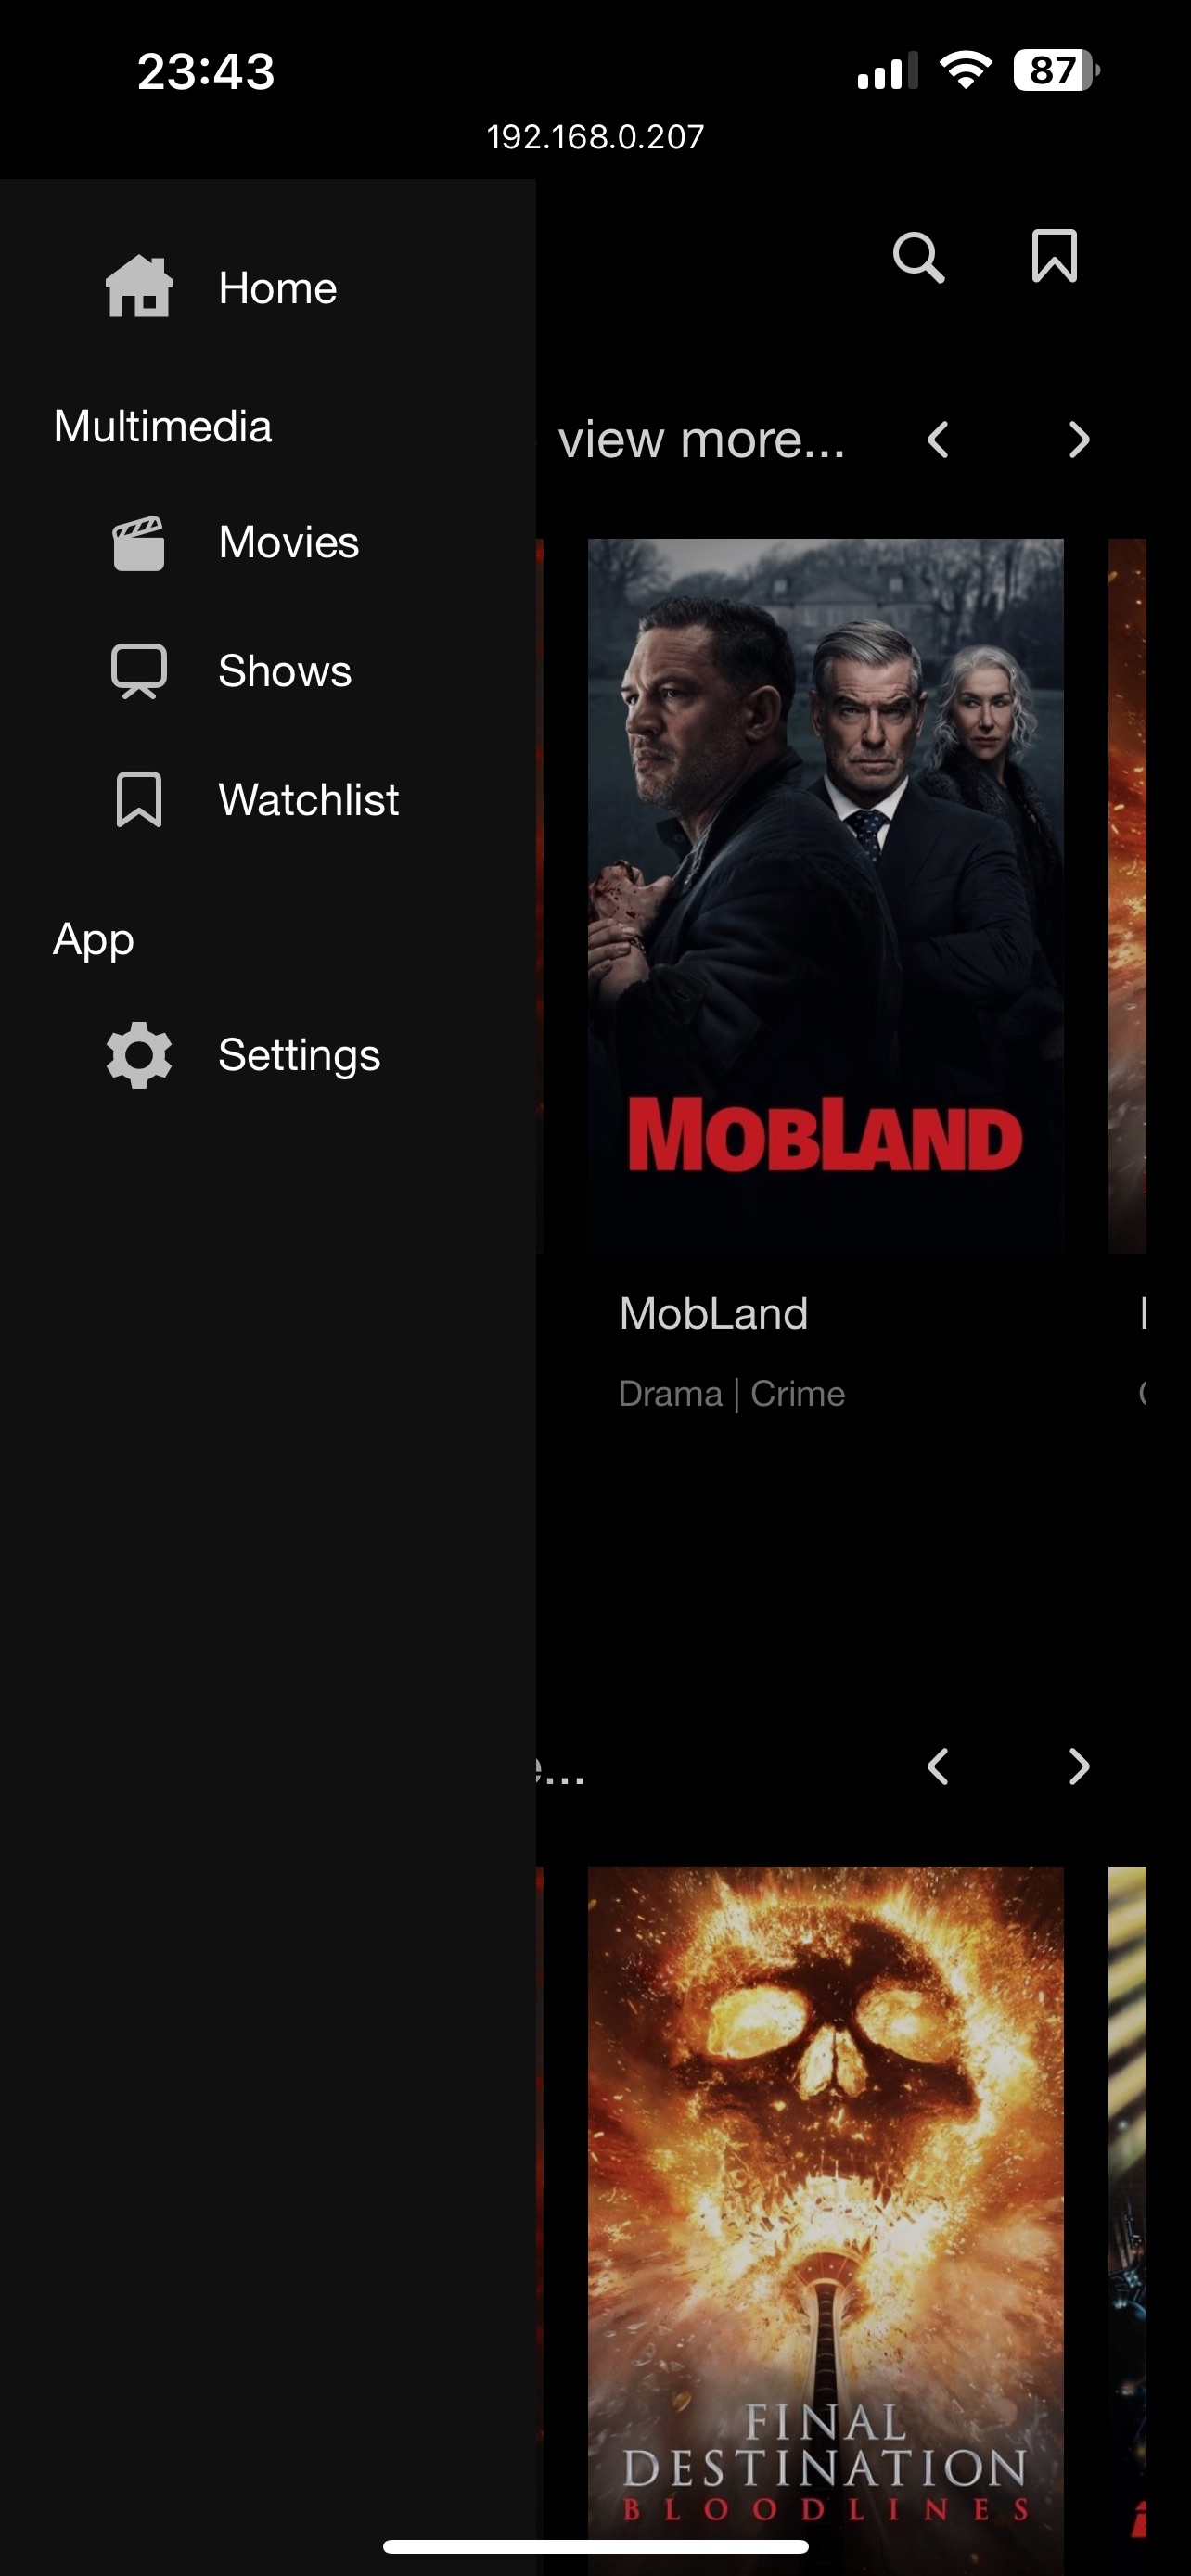 23:43
87
192.168.0.207
Home
Multimedia
view more...
Movies
Shows
Watchlist
App
Settings
MOBLAND
MobLand
Drama | Crime
...
FINAL
DESTINATION
BLOODLINES